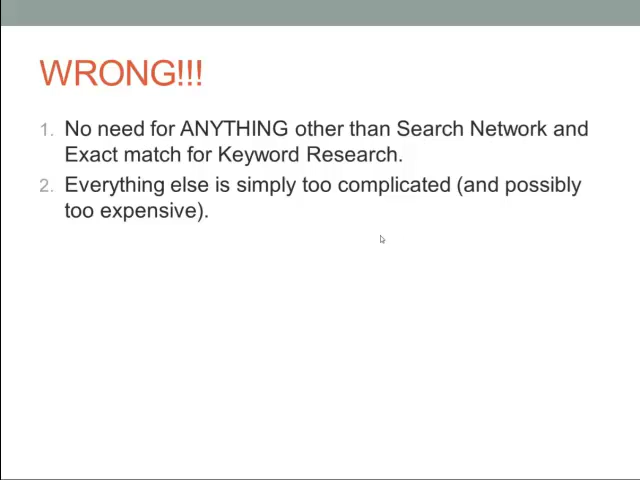 WRONG!!!
1. No need for ANYTHING other than Search Network and
Exact match for Keyword Research.
2. Everything else is simply too complicated (and possibly
too expensive).